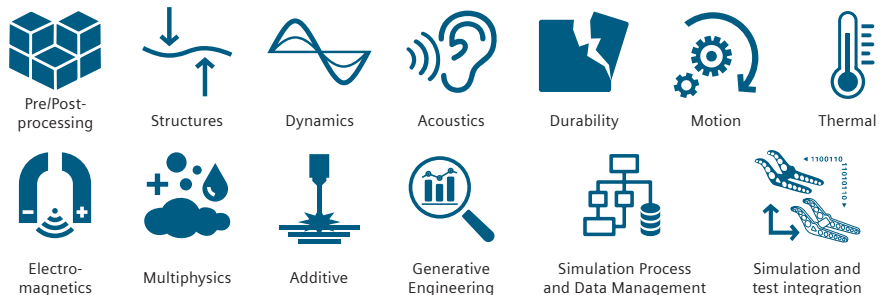 Pre/Post-
processing
Structures
Dynamics
Acoustics
Durability
Motion
Thermal
1100110
11010110
Electro-
magnetics
Multiphysics
Additive
Generative
Engineering
Simulation Process
and Data Management
Simulation and
test integration